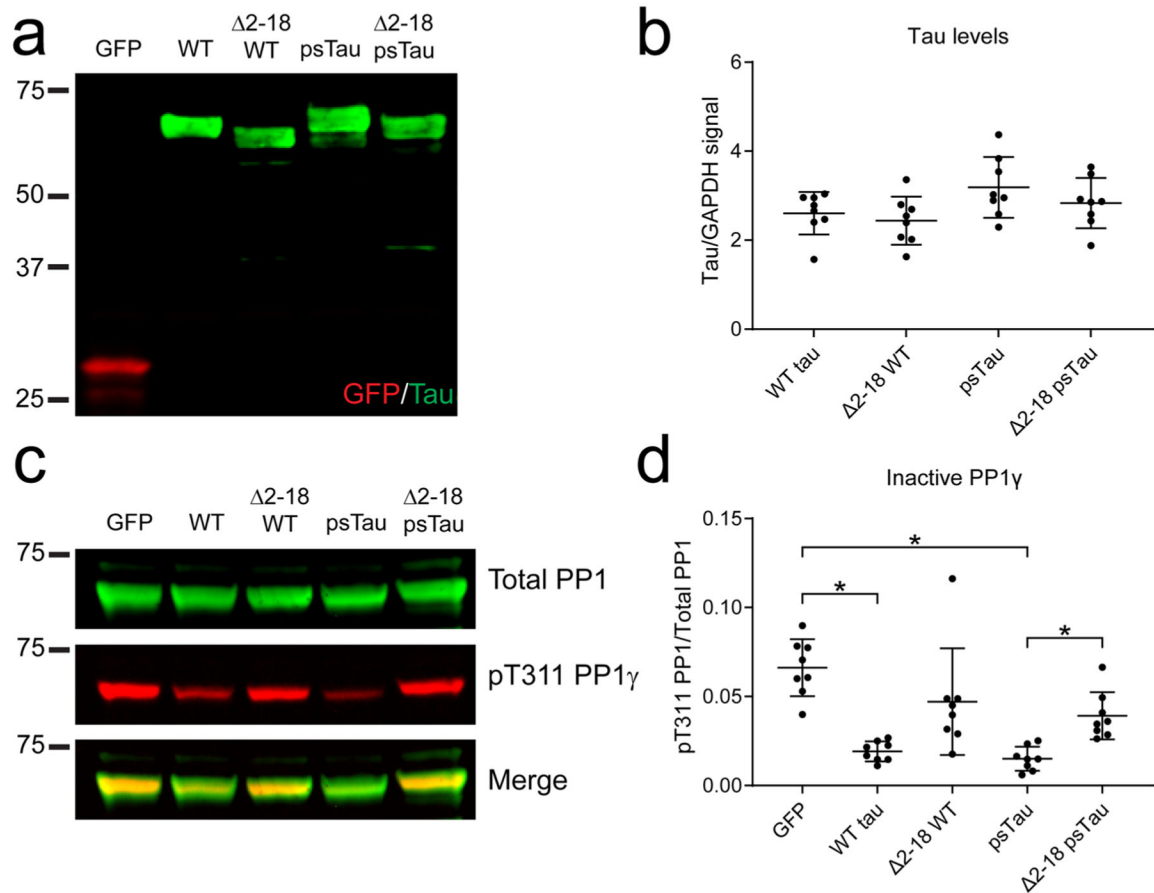 a
GFP
WT
Δ2-18
WT
psTau
Δ2-18
psTau
75
50
37
25
GFP/Tau
b
Tau levels
Tau/GAPDH signal
6
4
2
0
WT tau
Δ2-18 WT
psTau
Δ2-18 psTau
c
GFP
WT
Δ2-18
WT
psTau
Δ2-18
psTau
75
Total PP1
75
pT311 PP1γ
75
Merge
d
Inactive PP1γ
pT311 PP1/Total PP1
0.15
0.10
0.05
0.00
*
*
*
GFP
WT tau
Δ2-18 WT
psTau
Δ2-18 psTau